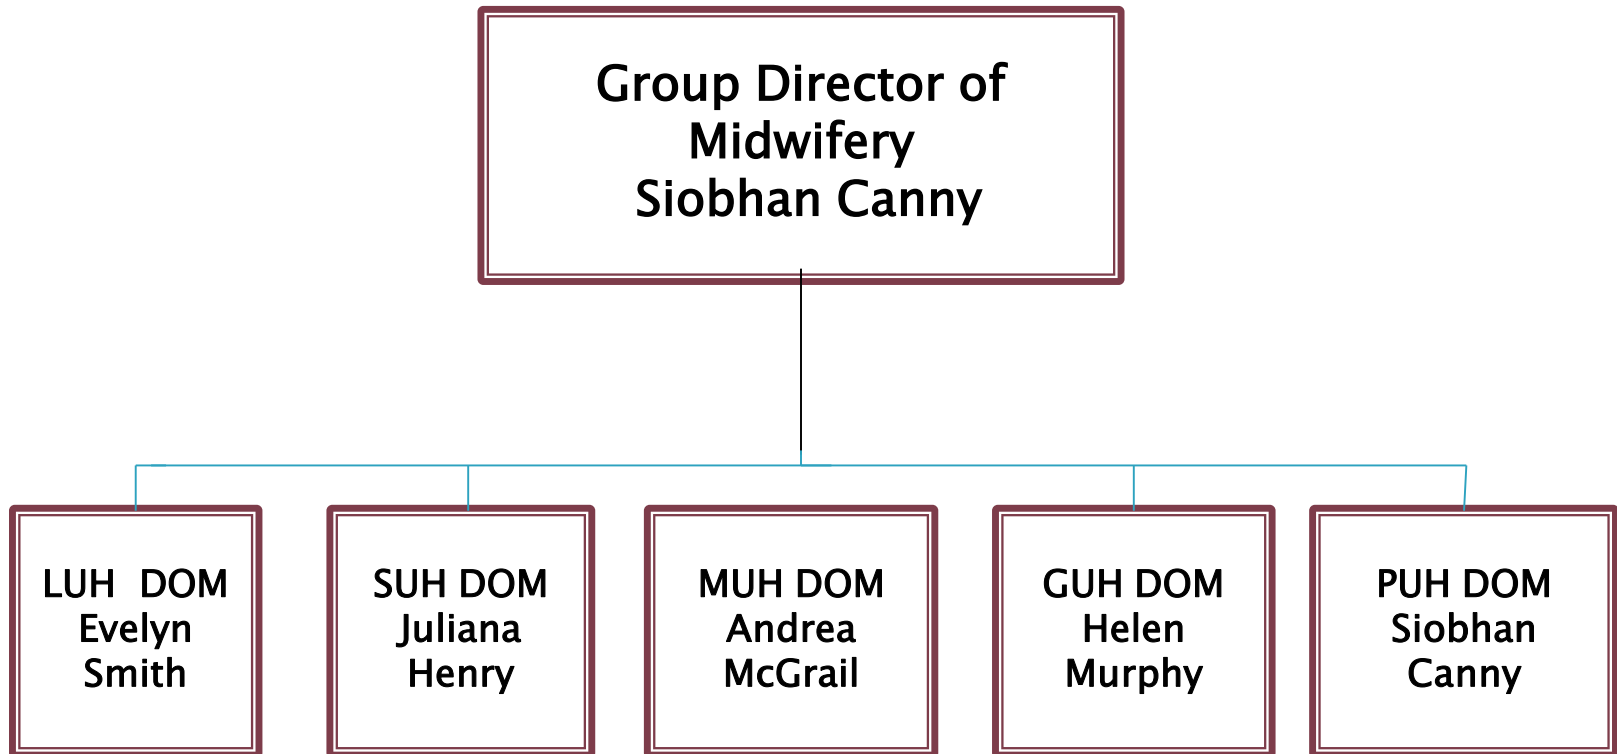 Group Director of
Midwifery
Siobhan Canny
LUH  DOM
Evelyn
Smith
SUH DOM
Juliana
Henry
MUH DOM
Andrea
McGrail
GUH DOM
Helen
Murphy
PUH DOM
Siobhan
Canny